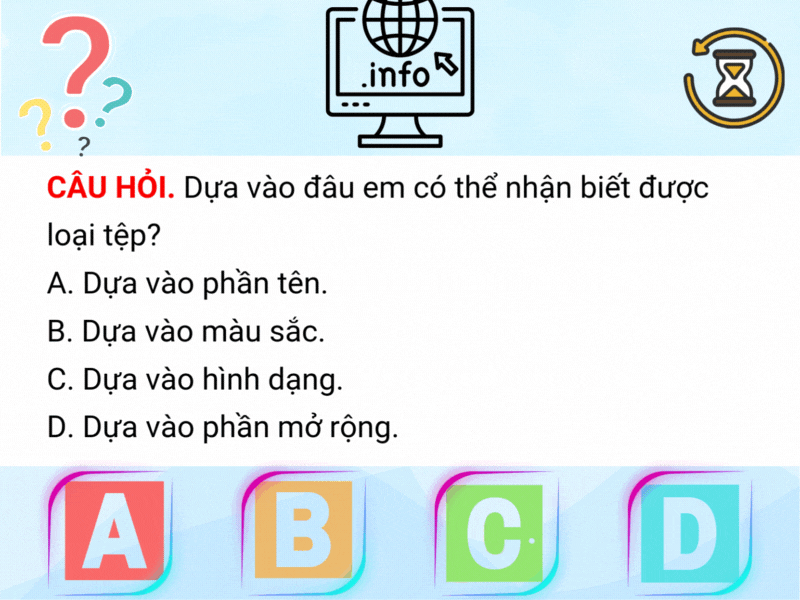 ?
?
?
?
.info
CÂU HỎI. Dựa vào đâu em có thể nhận biết được
loại tệp?
A. Dựa vào phần tên.
B. Dựa vào màu sắc.
C. Dựa vào hình dạng.
D. Dựa vào phần mở rộng.
A B C D